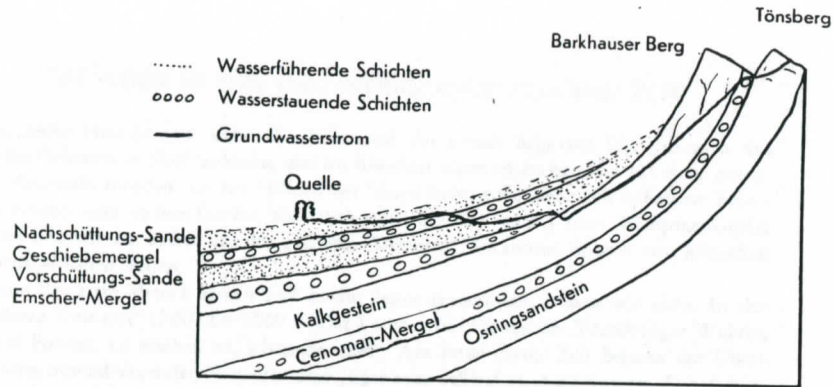 Tönsberg
Barkhauser Berg
Wasserführende Schichten
Wasserstauende Schichten
Grundwasserstrom
Quelle
Nachschüttungs-Sande
Geschiebemergel
Vorschüttungs-Sande
Emscher-Mergel
Kalkgestein
Cenoman-Mergel
Osningsandstein